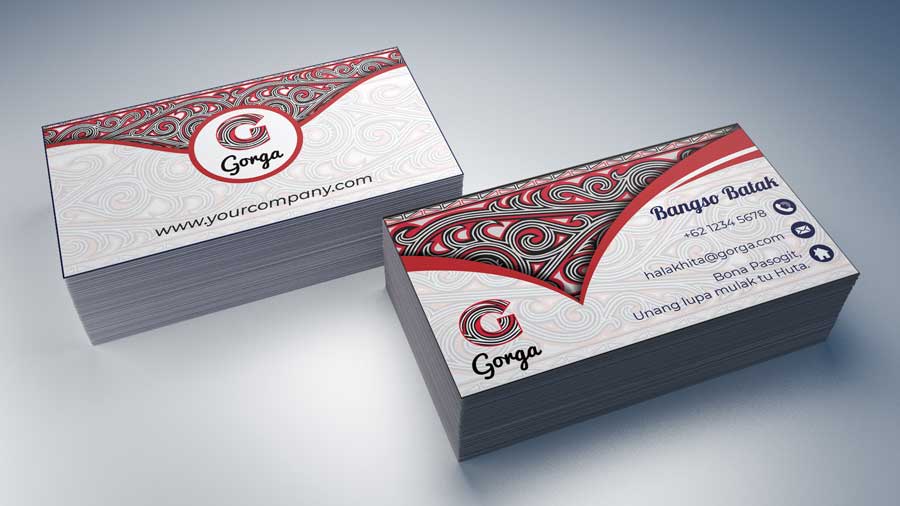 Gorga
www.yourcompany.com
Bangso Batak
+62 1234 5678
halakhita@gorga.com
Bona Pasogit,
Unang lupa mulak tu Huta.
G
Gorga